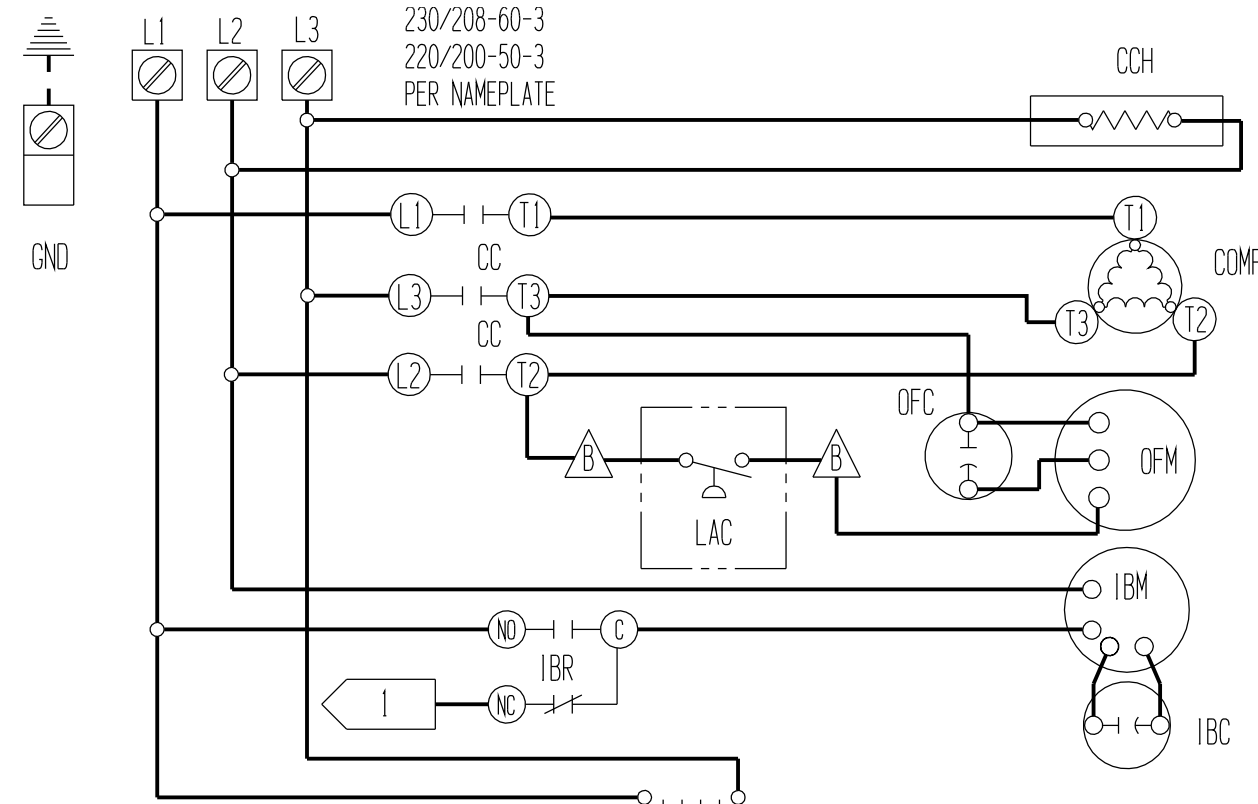 230/208-60-3
L1
L2
L3
220/200-50-3
PER NAMEPLATE
CCH
L1
T1
T1
GND
CC
COMP
L3
T3
T3
T2
CC
L2
T2
OFC
B
B
OFM
LAC
IBM
NO
C
IBR
1
NC
IBC